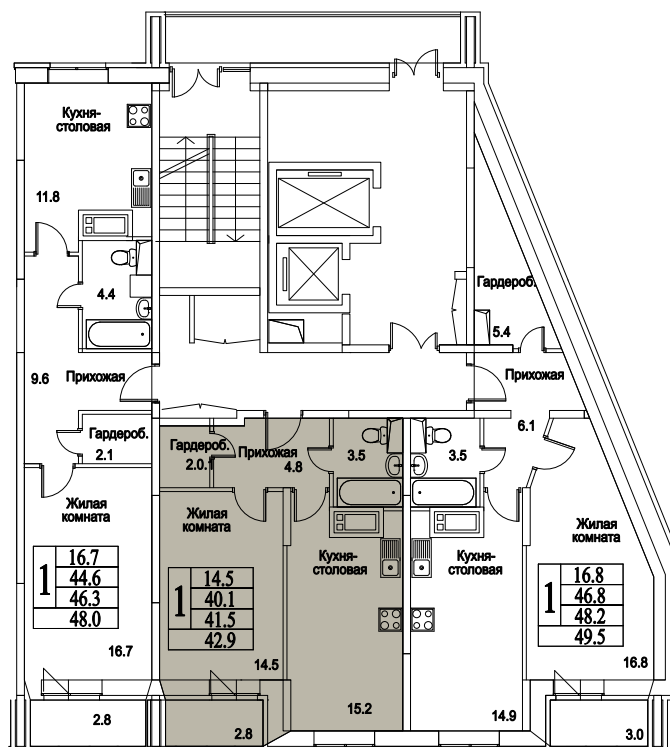 Кухня-
столовая
11.8
4.4
Гардероб.
5.4
9.6
Прихожая
Прихожая
6.1
Гардероб.
2.1
Гардероб.
2.0.1
Прихожая
4.8
3.5
3.5
Жилая
комната
1
16.7
44.6
46.3
48.0
16.7
Жилая
комната
1
14.5
40.1
41.5
42.9
14.5
Кухня-
столовая
15.2
Кухня-
столовая
14.9
Жилая
комната
1
16.8
46.8
48.2
49.5
16.8
2.8
2.8
3.0